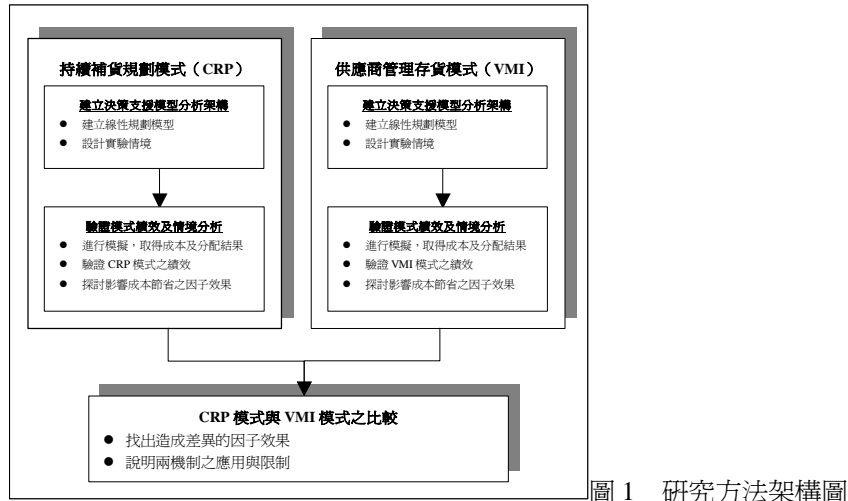 持續補貨規劃模式（CRP）
建立決策支援模型分析架構
● 建立線性規劃模型
● 設計實驗情境
驗證模式績效及情境分析
● 進行模擬，取得成本及分配結果
● 驗證 CRP 模式之績效
● 探討影響成本節省之因子效果
供應商管理存貨模式（VMI）
建立決策支援模型分析架構
● 建立線性規劃模型
● 設計實驗情境
驗證模式績效及情境分析
● 進行模擬，取得成本及分配結果
● 驗證 VMI 模式之績效
● 探討影響成本節省之因子效果
CRP 模式與 VMI 模式之比較
● 找出造成差異的因子效果
● 說明兩機制之應用與限制
圖 1　研究方法架構圖